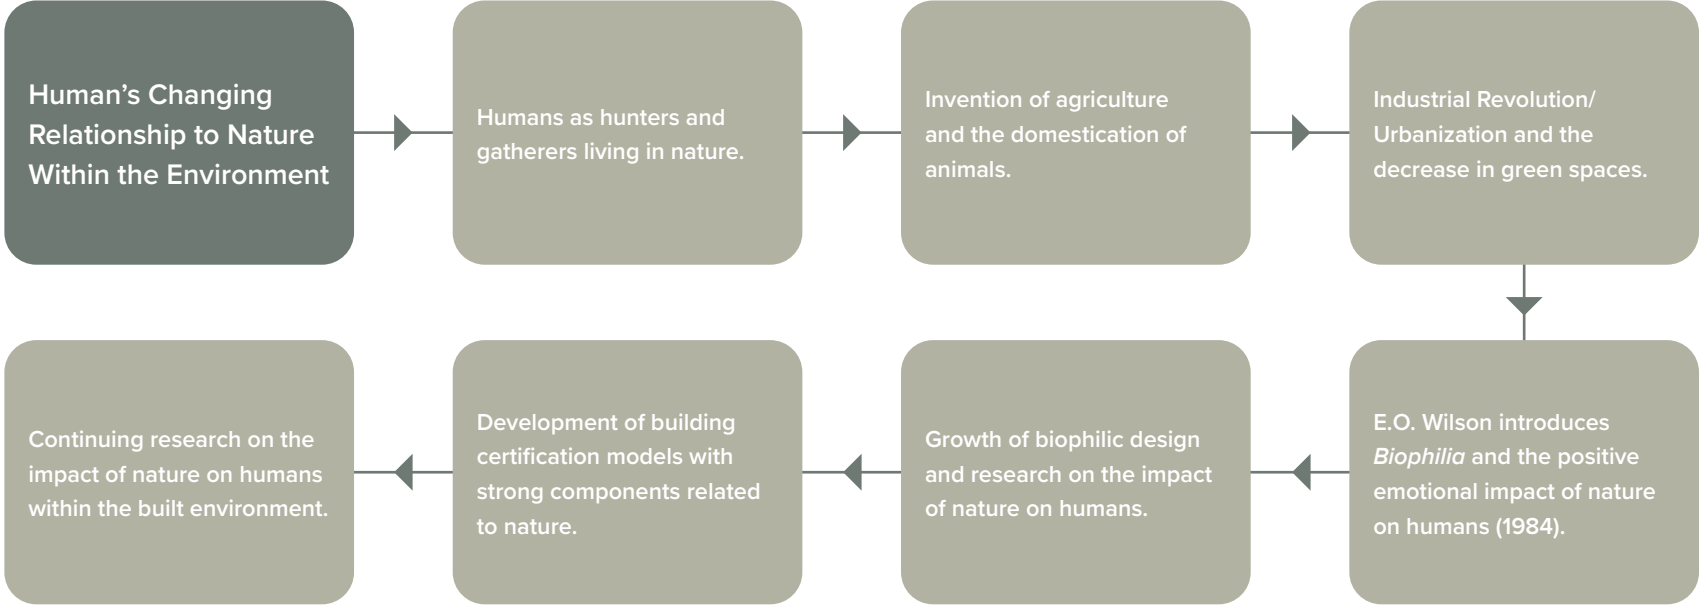 Human’s Changing
Relationship to Nature
Within the Environment
Humans as hunters and
gatherers living in nature.
Invention of agriculture
and the domestication of
animals.
Industrial Revolution/
Urbanization and the
decrease in green spaces.
E.O. Wilson introduces
Biophilia and the positive
emotional impact of nature
on humans (1984).
Growth of biophilic design
and research on the impact
of nature on humans.
Development of building
certification models with
strong components related
to nature.
Continuing research on the
impact of nature on humans
within the built environment.